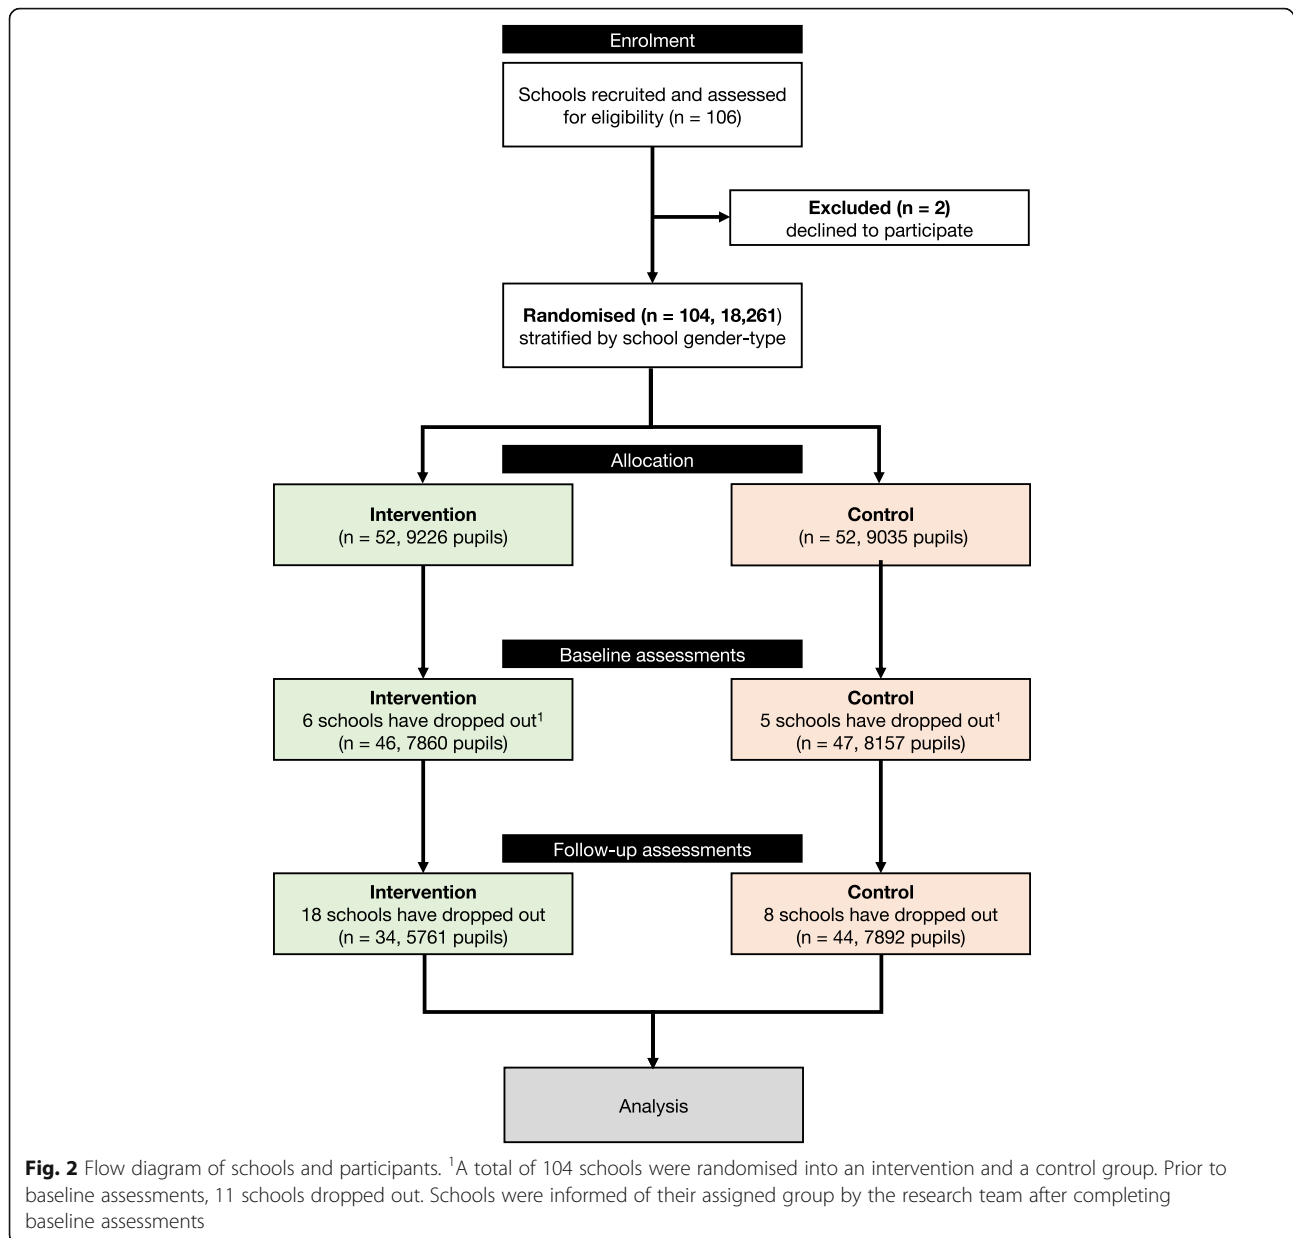 Enrolment
Schools recruited and assessed
for eligibility (n = 106)
Excluded (n = 2)
declined to participate
Randomised (n = 104, 18,261)
stratified by school gender-type
Allocation
Intervention
(n = 52, 9226 pupils)
Control
(n = 52, 9035 pupils)
Baseline assessments
Intervention
6 schools have dropped out¹
(n = 46, 7860 pupils)
Control
5 schools have dropped out¹
(n = 47, 8157 pupils)
Follow-up assessments
Intervention
18 schools have dropped out
(n = 34, 5761 pupils)
Control
8 schools have dropped out
(n = 44, 7892 pupils)
Analysis
Fig. 2 Flow diagram of schools and participants. ¹A total of 104 schools were randomised into an intervention and a control group. Prior to
baseline assessments, 11 schools dropped out. Schools were informed of their assigned group by the research team after completing
baseline assessments